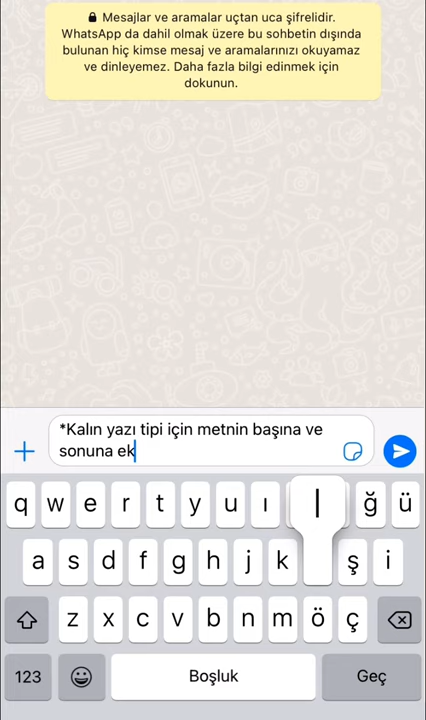 Mesajlar ve aramalar uçtan uca şifrelidir.
WhatsApp da dahil olmak üzere bu sohbetin dışında
bulunan hiç kimse mesaj ve aramalarınızı okuyamaz
ve dinleyemez. Daha fazla bilgi edinmek için
dokunun.
*Kalın yazı tipi için metnin başına ve
sonuna ek
q w e r t y u ı l ğ ü
a s d f g h j k ş i
z x c v b n m ö ç
123 Boşluk Geç